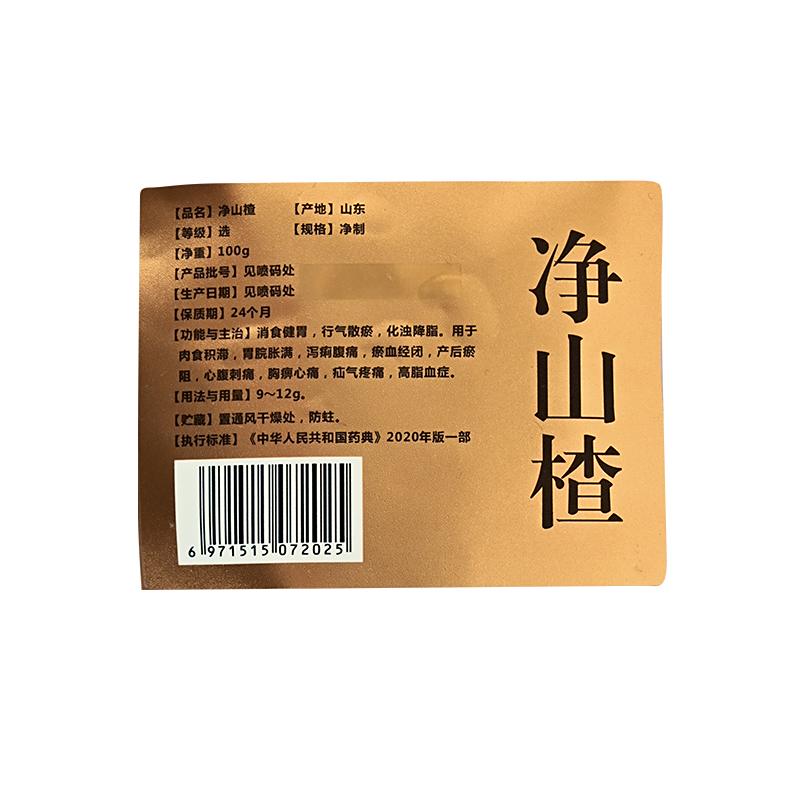 【品名】净山楂 【产地】山东
【等级】选 【规格】净制
【净重】100g
【产品批号】见喷码处
【生产日期】见喷码处
【保质期】24个月
【功能与主治】消食健胃，行气散瘀，化浊降脂。用于
肉食积滞，胃脘胀满，泻痢腹痛，瘀血经闭，产后瘀
阻，心腹刺痛，胸痹心痛，疝气疼痛，高脂血症。
【用法与用量】9～12g。
【贮藏】置通风干燥处，防蛀。
【执行标准】《中华人民共和国药典》2020年版一部
6 971515 072025
净山楂